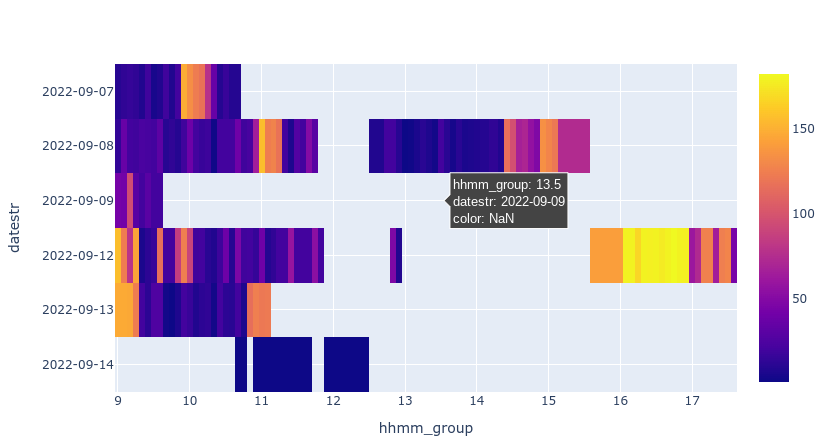 2022-09-07
2022-09-08
2022-09-09
2022-09-12
2022-09-13
2022-09-14
datestr
hhmm_group: 13.5
datestr: 2022-09-09
color: NaN
9 10 11 12 13 14 15 16 17
hhmm_group
150
100
50